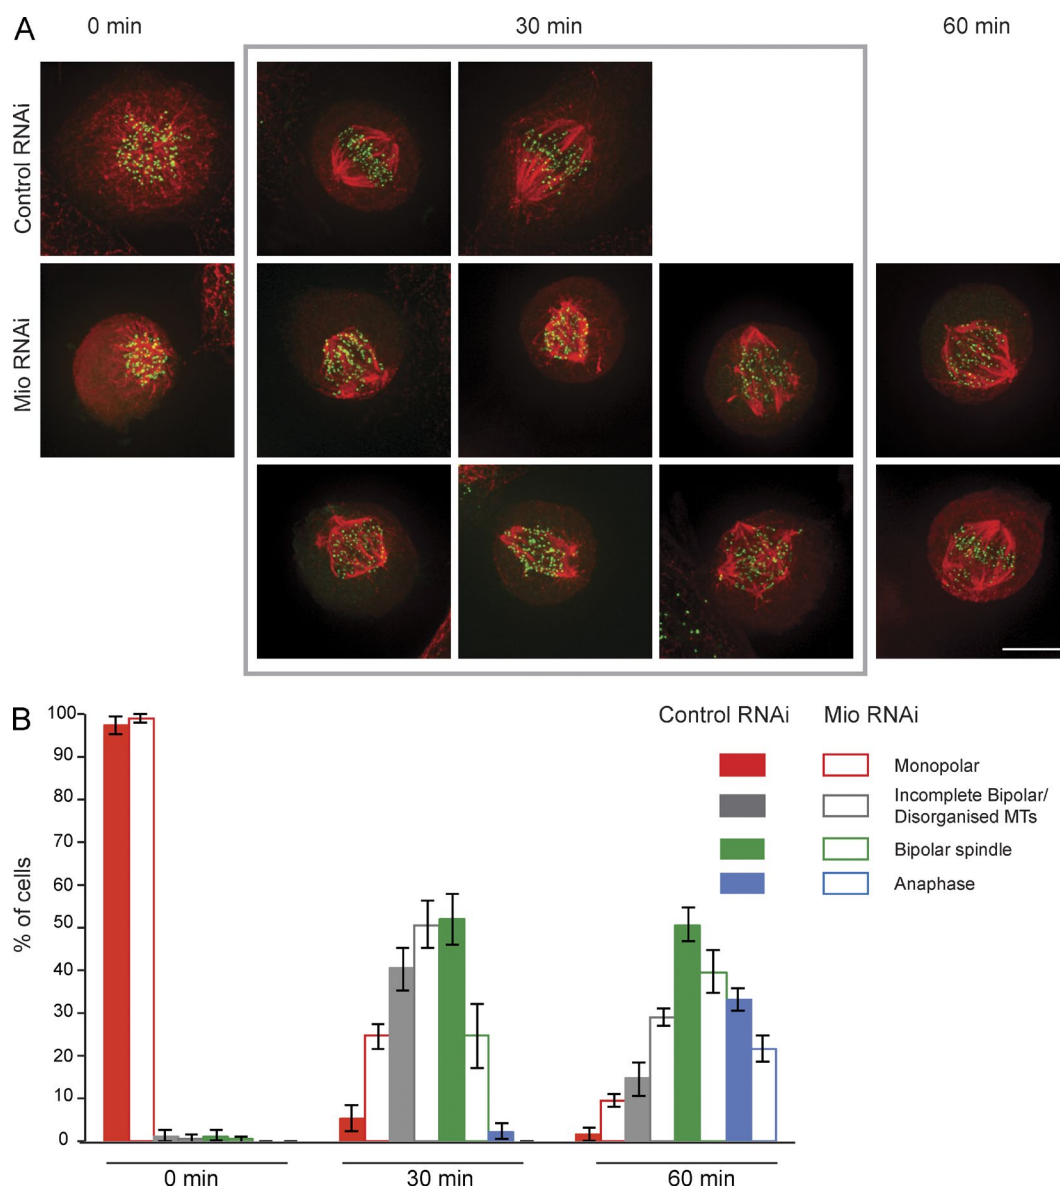 A
0 min
30 min
60 min
Control RNAi
Mio RNAi
B
Control RNAi
Mio RNAi
Monopolar
Incomplete Bipolar/
Disorganised MTs
Bipolar spindle
Anaphase
% of cells
100
90
80
70
60
50
40
30
20
10
0
0 min
30 min
60 min